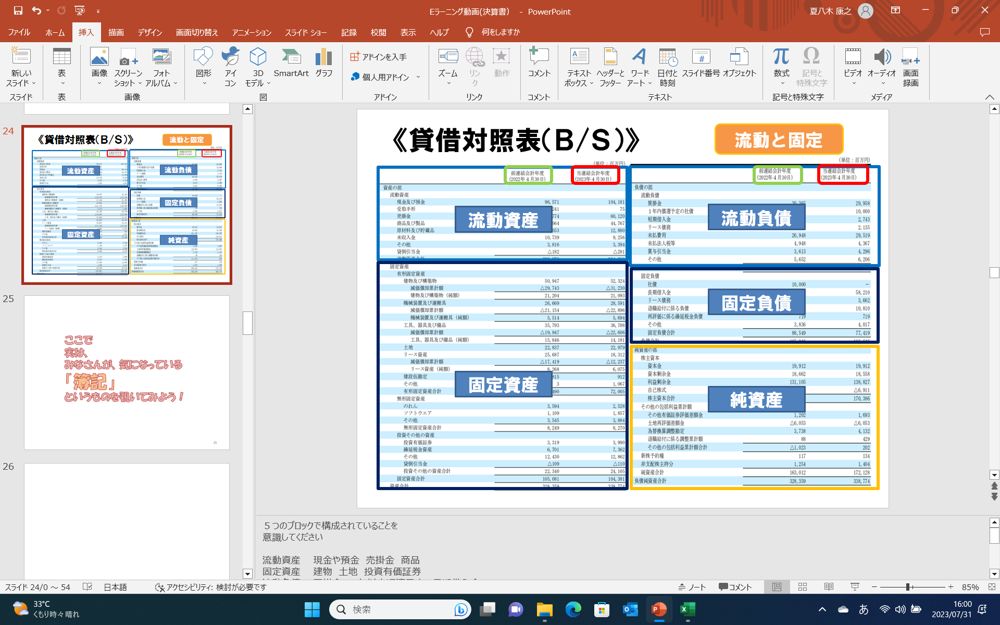 Eラーニング動画(決算書) - PowerPoint
夏八木 康之
ファイル ホーム 挿入 描画 デザイン 画面切り替え アニメーション スライド ショー 記録 校閲 表示 ヘルプ 何をしますか
新しいスライド 表 画像 スクリーンショット フォトアルバム 図形 アイコン 3Dモデル SmartArt グラフ
アドインを入手
個人用アドイン
ズーム リンク 動作 コメント テキストボックス ヘッダーとフッター ワードアート 日付と時刻 スライド番号 オブジェクト 数式 記号と特殊文字 ビデオ オーディオ 画面録画
スライド 表 画像 図 アドイン リンク コメント テキスト 記号と特殊文字 メディア
24
《貸借対照表(B/S)》
流動と固定
流動資産
流動負債
固定負債
固定資産
純資産
25
ここで
実は、
みなさんが、気になっている
「簿記」
というものを覗いてみよう!
25
26
《貸借対照表(B/S)》
流動と固定
(単位:百万円)
前連結会計年度 当連結会計年度
(2022年4月30日) (2023年4月30日)
資産の部
流動資産
現金及び預金 96,571 104,181
受取手形 241 75
売掛金 774 60,120
商品及び製品 664 44,767
原材料及び貯蔵品 653 12,880
未収入金 10,739 9,256
その他 3,816 3,394
貸倒引当金 △182 △281
流動資産
固定資産
有形固定資産
建物及び構築物 50,947 52,324
減価償却累計額 △29,743 △31,230
建物及び構築物(純額) 21,204 21,093
機械装置及び運搬具 26,669 28,591
減価償却累計額 △21,154 △22,896
機械装置及び運搬具(純額) 5,514 5,694
工具、器具及び備品 35,793 36,788
減価償却累計額 △19,947 △22,606
工具、器具及び備品(純額) 15,846 14,181
土地 22,837 22,979
リース資産 25,687 18,312
減価償却累計額 △17,419 △12,237
リース資産(純額) 8,268 6,075
建設仮勘定 815 912
その他 3 1,067
有形固定資産合計 490 72,005
固定資産
無形固定資産
のれん 3,594 2,528
ソフトウエア 1,109 1,857
その他 3,545 3,884
無形固定資産合計 8,249 8,270
投資その他の資産
投資有価証券 3,319 3,990
繰延税金資産 6,701 7,362
その他 12,430 12,862
貸倒引当金 △109 △110
投資その他の資産合計 22,340 24,105
固定資産合計 105,081 104,381
資産合計 328,359 338,774
(単位:百万円)
前連結会計年度 当連結会計年度
(2022年4月30日) (2023年4月30日)
負債の部
流動負債
買掛金 30,365 29,958
1年内償還予定の社債 10,000
短期借入金 2,743
リース債務 2,135
未払費用 26,948 29,519
未払法人税等 4,948 4,367
賞与引当金 3,613 4,296
その他 5,652 6,206
流動負債
固定負債
社債 10,000 -
長期借入金 58,210
リース債務 3,662
退職給付に係る負債 10,810
再評価に係る繰延税金負債 719 719
その他 3,836 4,017
固定負債合計 88,549 77,419
固定負債
純資産の部
株主資本
資本金 19,912 19,912
資本剰余金 18,662 18,558
利益剰余金 131,105 138,827
自己株式 △6,911
株主資本合計 170,386
純資産
その他の包括利益累計額
その他有価証券評価差額金 1,202 1,693
土地再評価差額金 △6,053 △6,053
為替換算調整勘定 3,738 4,132
退職給付に係る調整累計額 88 429
その他の包括利益累計額合計 △1,023 202
新株予約権 117 134
非支配株主持分 1,254 1,404
純資産合計 163,012 172,128
負債純資産合計 328,359 338,774
5つのブロックで構成されていることを
意識してください
流動資産 現金や預金 売掛金 商品
固定資産 建物 土地 投資有価証券
スライド 24/0 ～ 54 日本語 アクセシビリティ: 検討が必要です ノート コメント 85%
33°C
くもり時々晴れ
検索
あ
16:00
2023/07/31